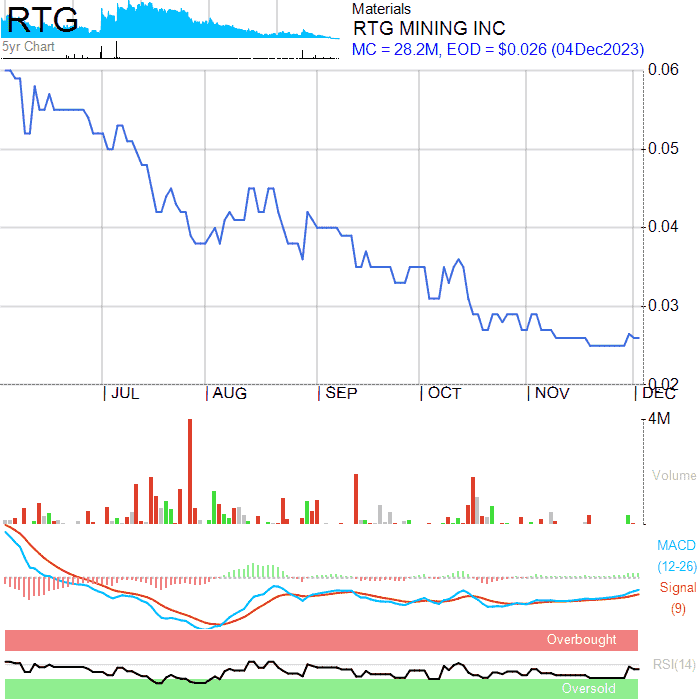 RTG
5yr Chart
Materials
RTG MINING INC
MC = 28.2M, EOD = $0.026 (04Dec2023)
0.06
0.05
0.04
0.03
0.02
JUL AUG SEP OCT NOV DEC
4M
Volume
MACD
(12-26)
Signal
(9)
Overbought
RSI(14)
Oversold